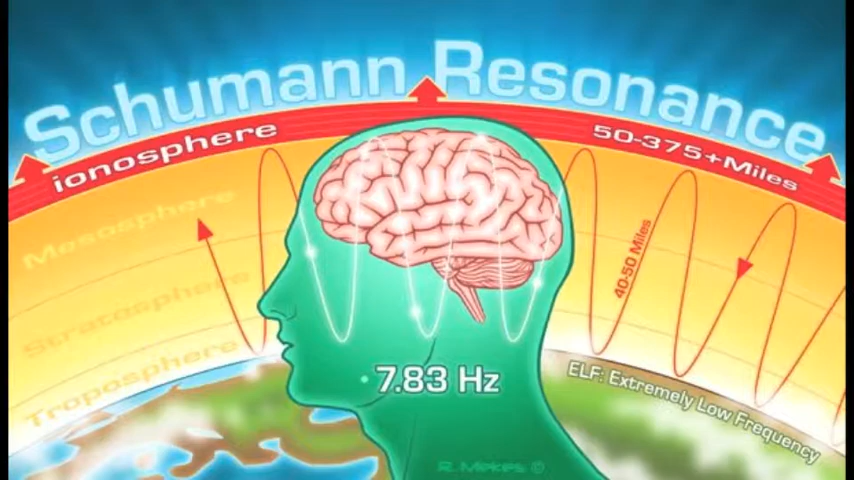 Schumann Resonance
ionosphere
50-375+Miles
Mesosphere
Stratosphere
Troposphere
40-50 Miles
7.83 Hz
ELF: Extremely Low Frequency
R. Mekes ©